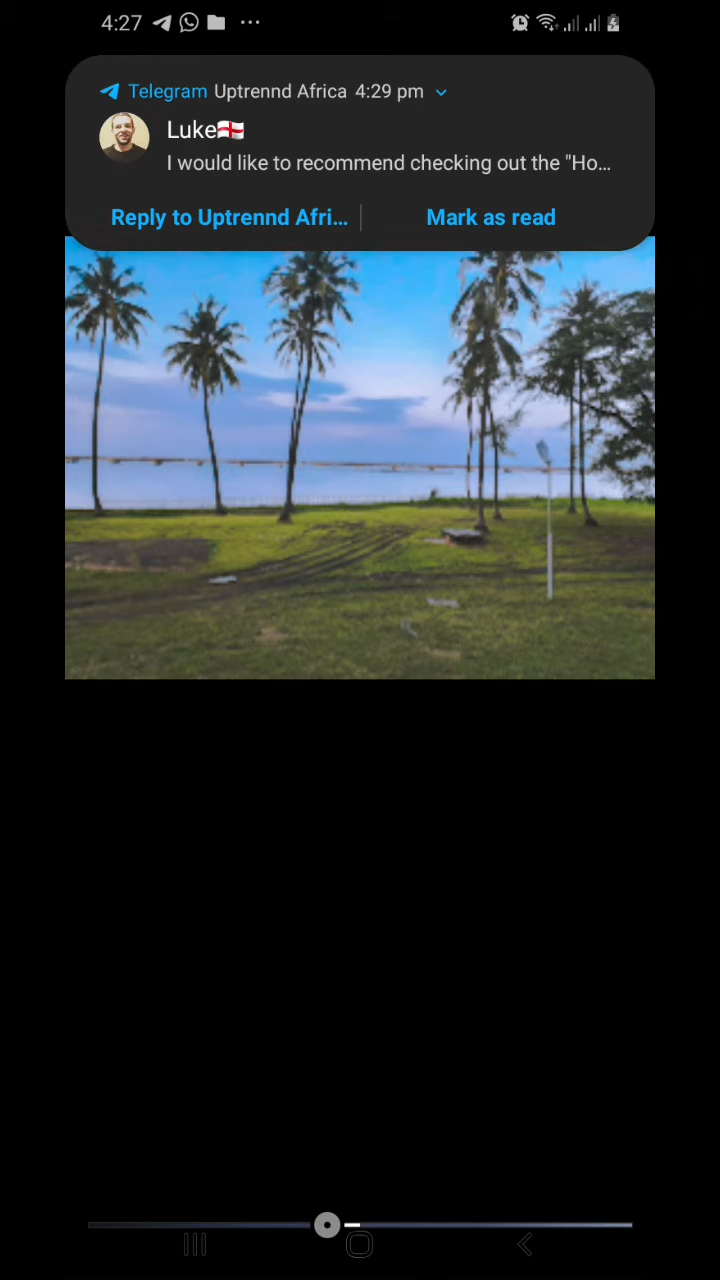 4:27
Telegram Uptrennd Africa 4:29 pm
Luke
I would like to recommend checking out the "Ho...
Reply to Uptrennd Afri... Mark as read